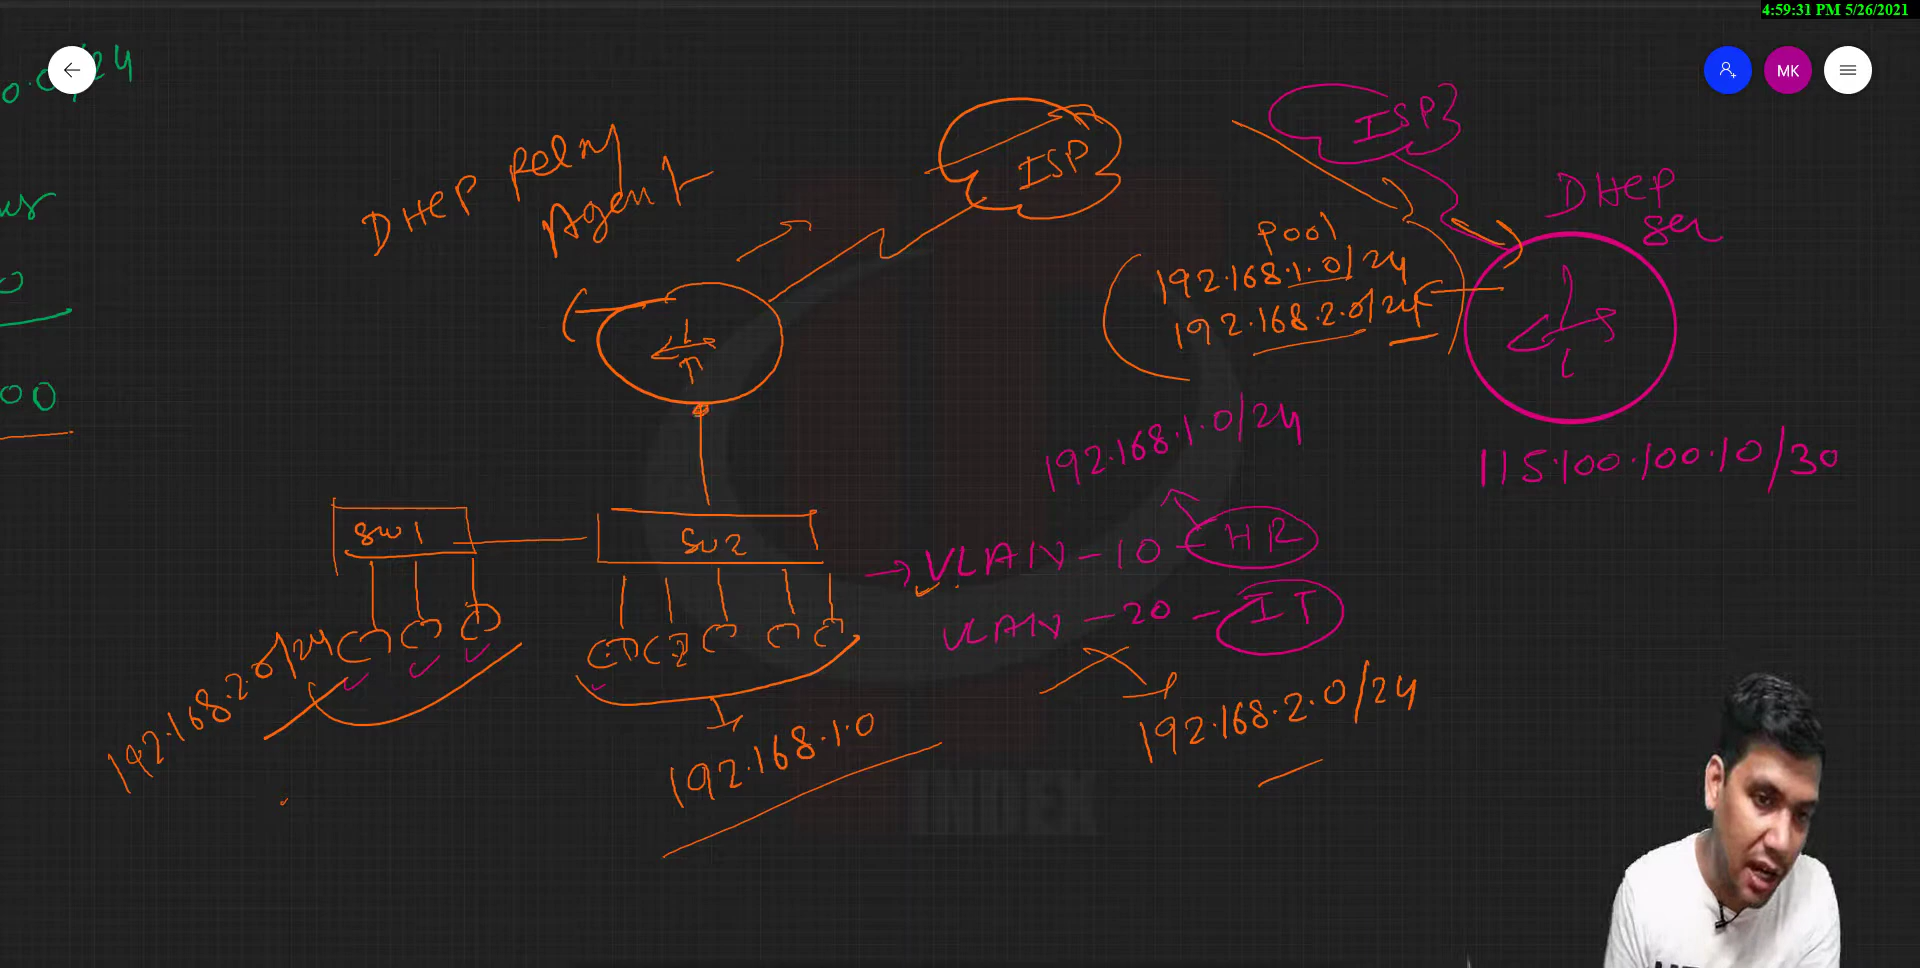 4:59:31 PM 5/26/2021
MK
DHCP Relay
Agent
ISP
ISP
DHCP
Ser
Pool
192.168.1.0/24
192.168.2.0/24
192.168.1.0/24
115.100.100.10/30
SW1
SW2
VLAN-10-HR
VLAN-20-IT
192.168.2.0/24
192.168.1.0
192.168.2.0/24